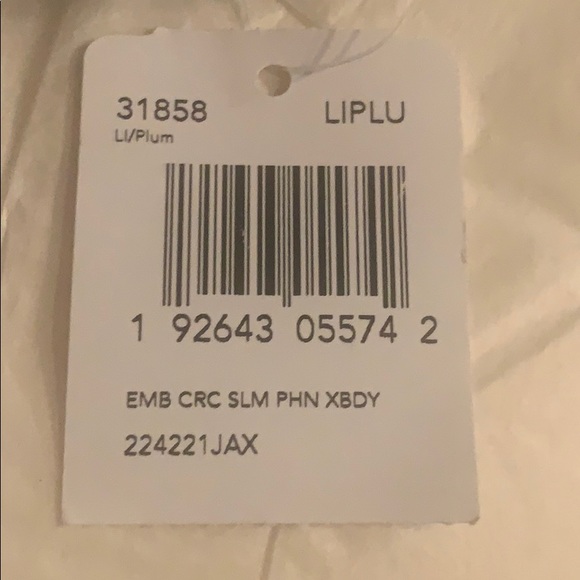 31858 LIPLU
LI/Plum
1 92643 05574 2
EMB CRC SLM PHN XBDY
224221JAX